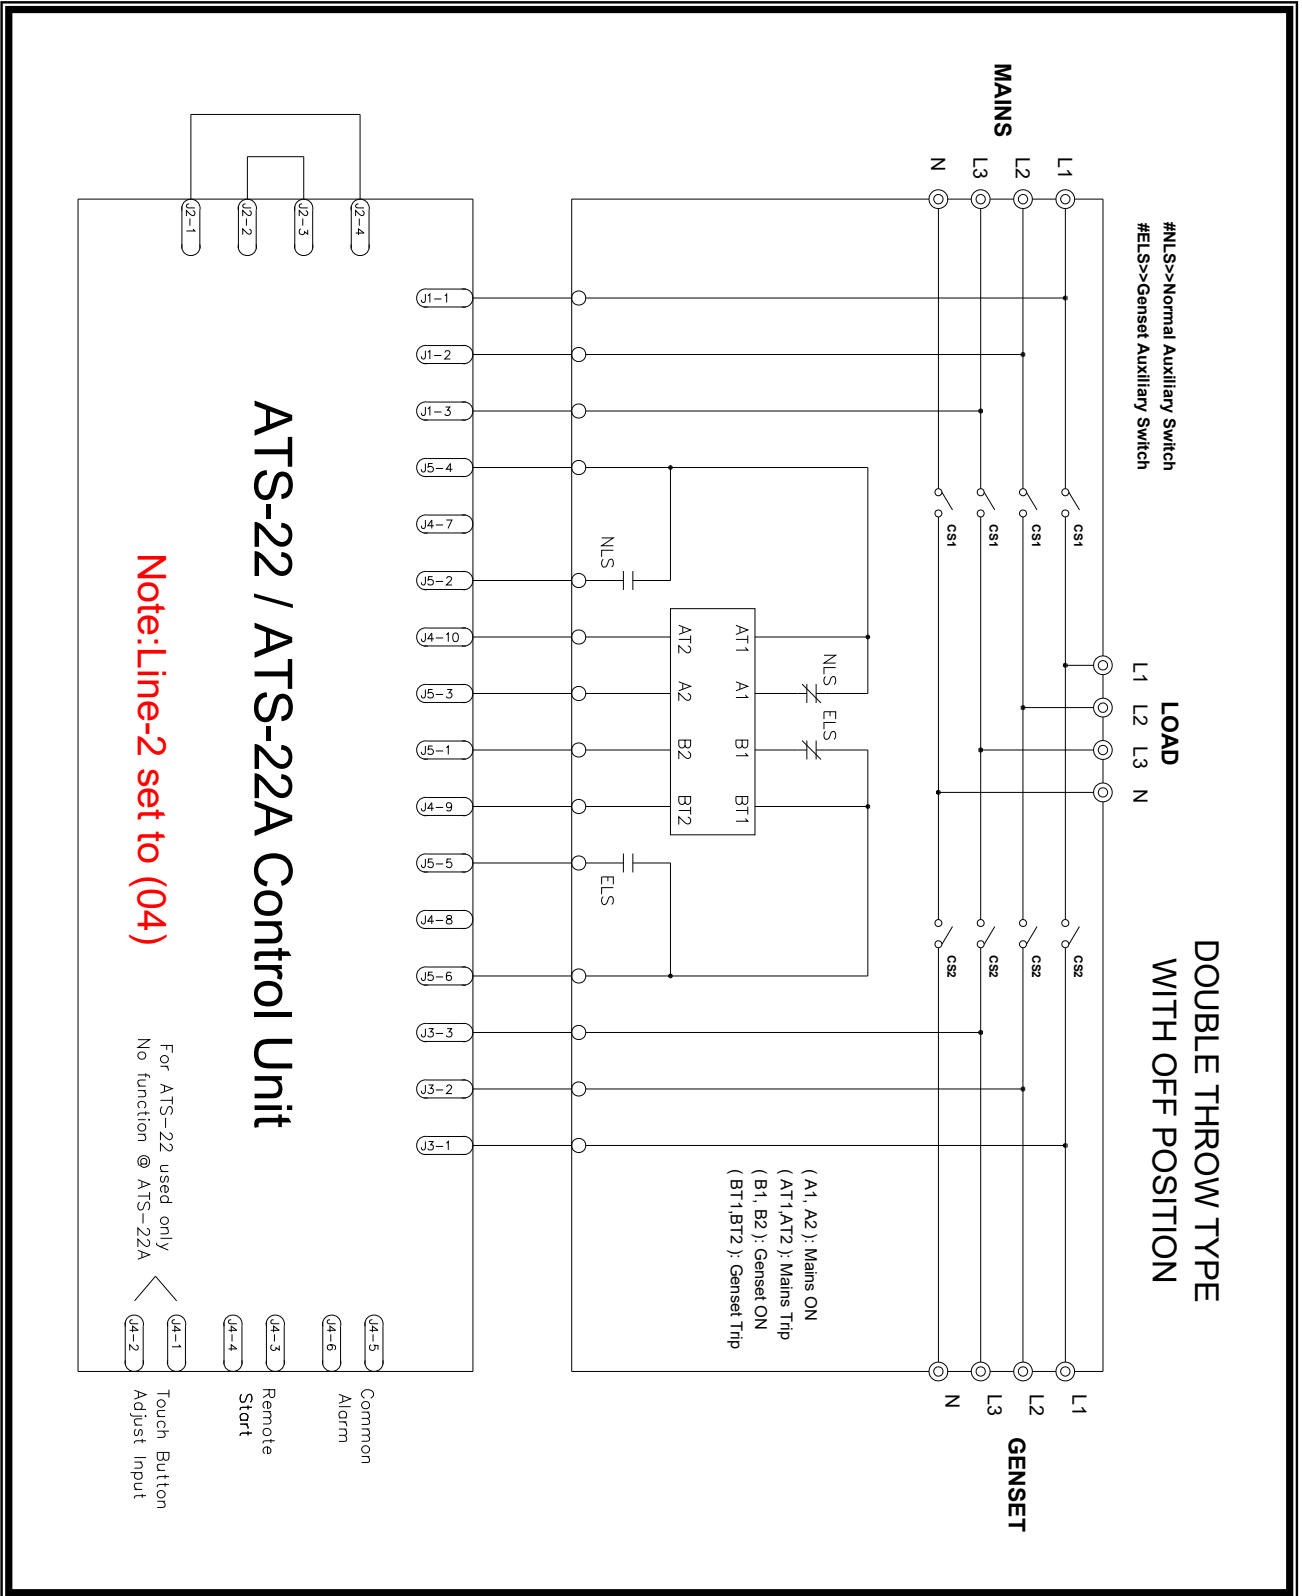 DOUBLE THROW TYPE
WITH OFF POSITION
#NLS>>Normal Auxiliary Switch
#ELS>>Genset Auxiliary Switch
LOAD
L1
L2
L3
N
MAINS
L1
L2
L3
N
CS1
CS1
CS1
CS1
CS2
CS2
CS2
CS2
L1
L2
L3
N
GENSET
NLS
ELS
AT1
A1
B1
BT1
AT2
A2
B2
BT2
NLS
ELS
( A1, A2 ): Mains ON
( AT1,AT2 ): Mains Trip
( B1, B2 ): Genset ON
( BT1,BT2 ): Genset Trip
J1-1
J1-2
J1-3
J5-4
J4-7
J5-2
J4-10
J5-3
J5-1
J4-9
J5-5
J4-8
J5-6
J3-3
J3-2
J3-1
J2-4
J2-3
J2-2
J2-1
ATS-22 / ATS-22A Control Unit
Note:Line-2 set to (04)
J4-5
J4-6
Common
Alarm
J4-3
J4-4
Remote
Start
For ATS-22 used only
No function @ ATS-22A
J4-1
J4-2
Touch Button
Adjust Input